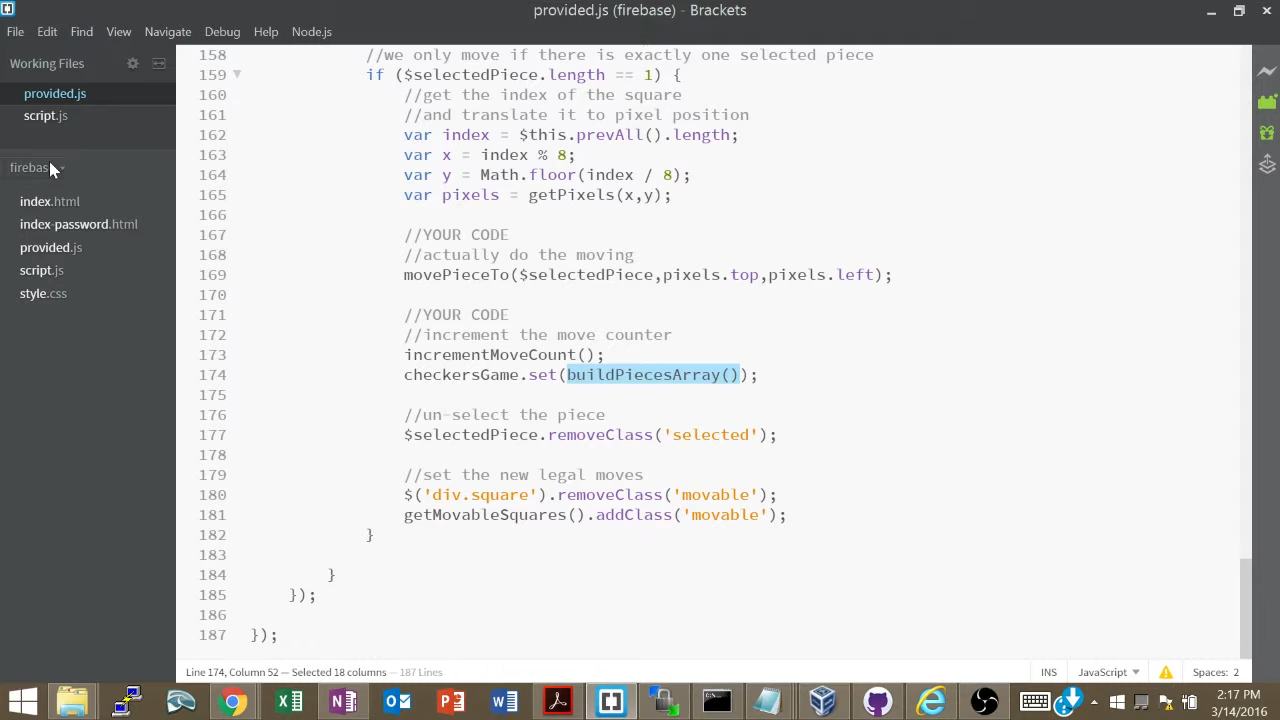 provided.js (firebase) - Brackets
File Edit Find View Navigate Debug Help Node.js
Working Files
provided.js
script.js
firebase
index.html
index-password.html
provided.js
script.js
style.css
158 //we only move if there is exactly one selected piece
159 if ($selectedPiece.length == 1) {
160 //get the index of the square
161 //and translate it to pixel position
162 var index = $this.prevAll().length;
163 var x = index % 8;
164 var y = Math.floor(index / 8);
165 var pixels = getPixels(x,y);
166
167 //YOUR CODE
168 //actually do the moving
169 movePieceTo($selectedPiece,pixels.top,pixels.left);
170
171 //YOUR CODE
172 //increment the move counter
173 incrementMoveCount();
174 checkersGame.set(buildPiecesArray());
175
176 //un-select the piece
177 $selectedPiece.removeClass('selected');
178
179 //set the new legal moves
180 $('div.square').removeClass('movable');
181 getMovableSquares().addClass('movable');
182 }
183
184 }
185 });
186
187 });
Line 174, Column 52 — Selected 18 columns — 187 Lines
INS JavaScript Spaces: 2
2:17 PM
3/14/2016